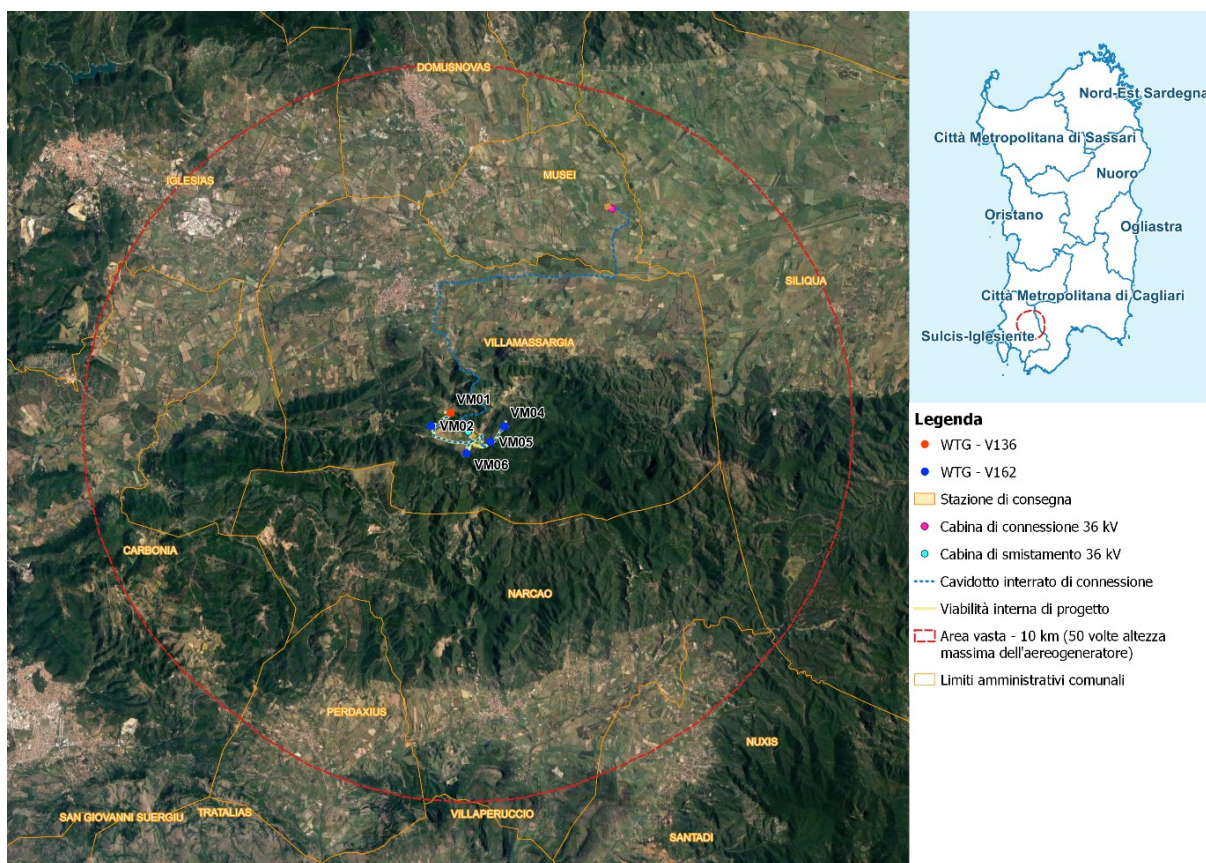 DOMUSNOVAS
IGLESIAS
MUSEI
SILIQUA
VILLAMASSARGIA
VM01
VM02
VM04
VM05
VM06
CARBONIA
NARCAO
PERDAXIUS
NUXIS
SAN GIOVANNI SUERGIU
TRATALIAS
VILLAPERUCCIO
SANTADI
Nord-Est Sardegna
Città Metropolitana di Sassari
Nuoro
Oristano
Ogliastra
Città Metropolitana di Cagliari
Sulcis-Iglesiente
Legenda
WTG - V136
WTG - V162
Stazione di consegna
Cabina di connessione 36 kV
Cabina di smistamento 36 kV
Cavidotto interrato di connessione
Viabilità interna di progetto
Area vasta - 10 km (50 volte altezza
massima dell'aereogeneratore)
Limiti amministrativi comunali